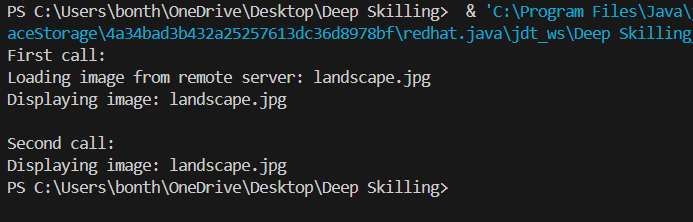 PS C:\Users\bonth\OneDrive\Desktop\Deep Skilling>  & 'C:\Program Files\Java\
aceStorage\4a34bad3b432a25257613dc36d8978bf\redhat.java\jdt_ws\Deep Skilling
First call:
Loading image from remote server: landscape.jpg
Displaying image: landscape.jpg
Second call:
Displaying image: landscape.jpg
PS C:\Users\bonth\OneDrive\Desktop\Deep Skilling>